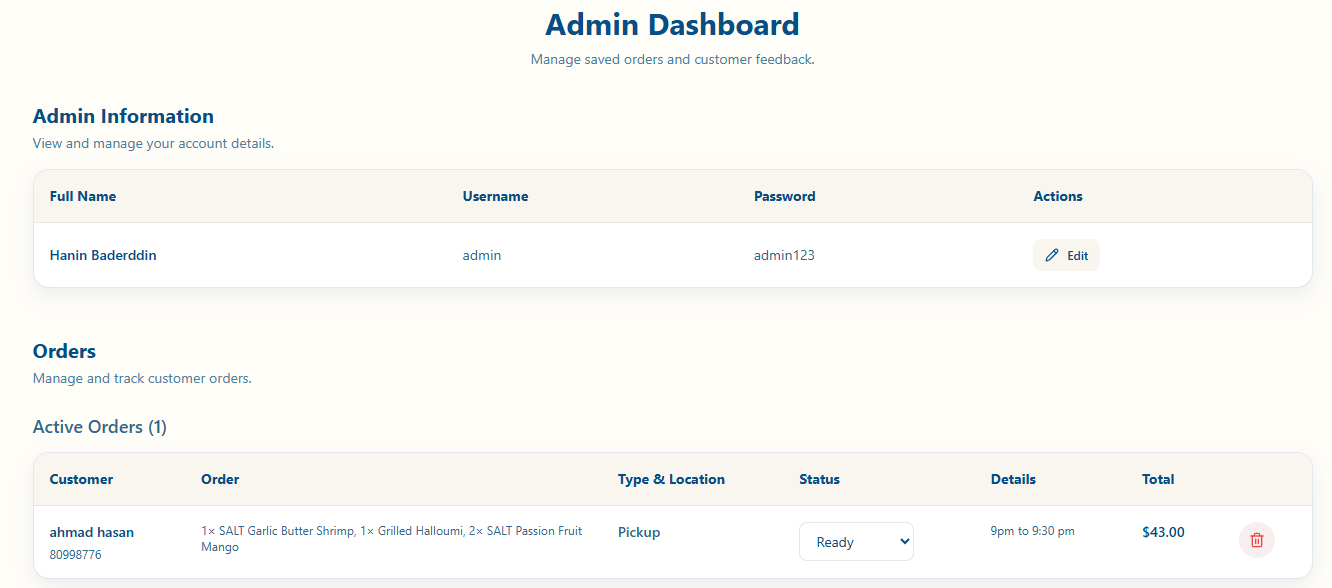 Admin Dashboard
Manage saved orders and customer feedback.
Admin Information
View and manage your account details.
Full Name Username Password Actions
Hanin Baderddin admin admin123 Edit
Orders
Manage and track customer orders.
Active Orders (1)
Customer Order Type & Location Status Details Total
ahmad hasan 1× SALT Garlic Butter Shrimp, 1× Grilled Halloumi, 2× SALT Passion Fruit Pickup Ready 9pm to 9:30 pm $43.00
80998776 Mango